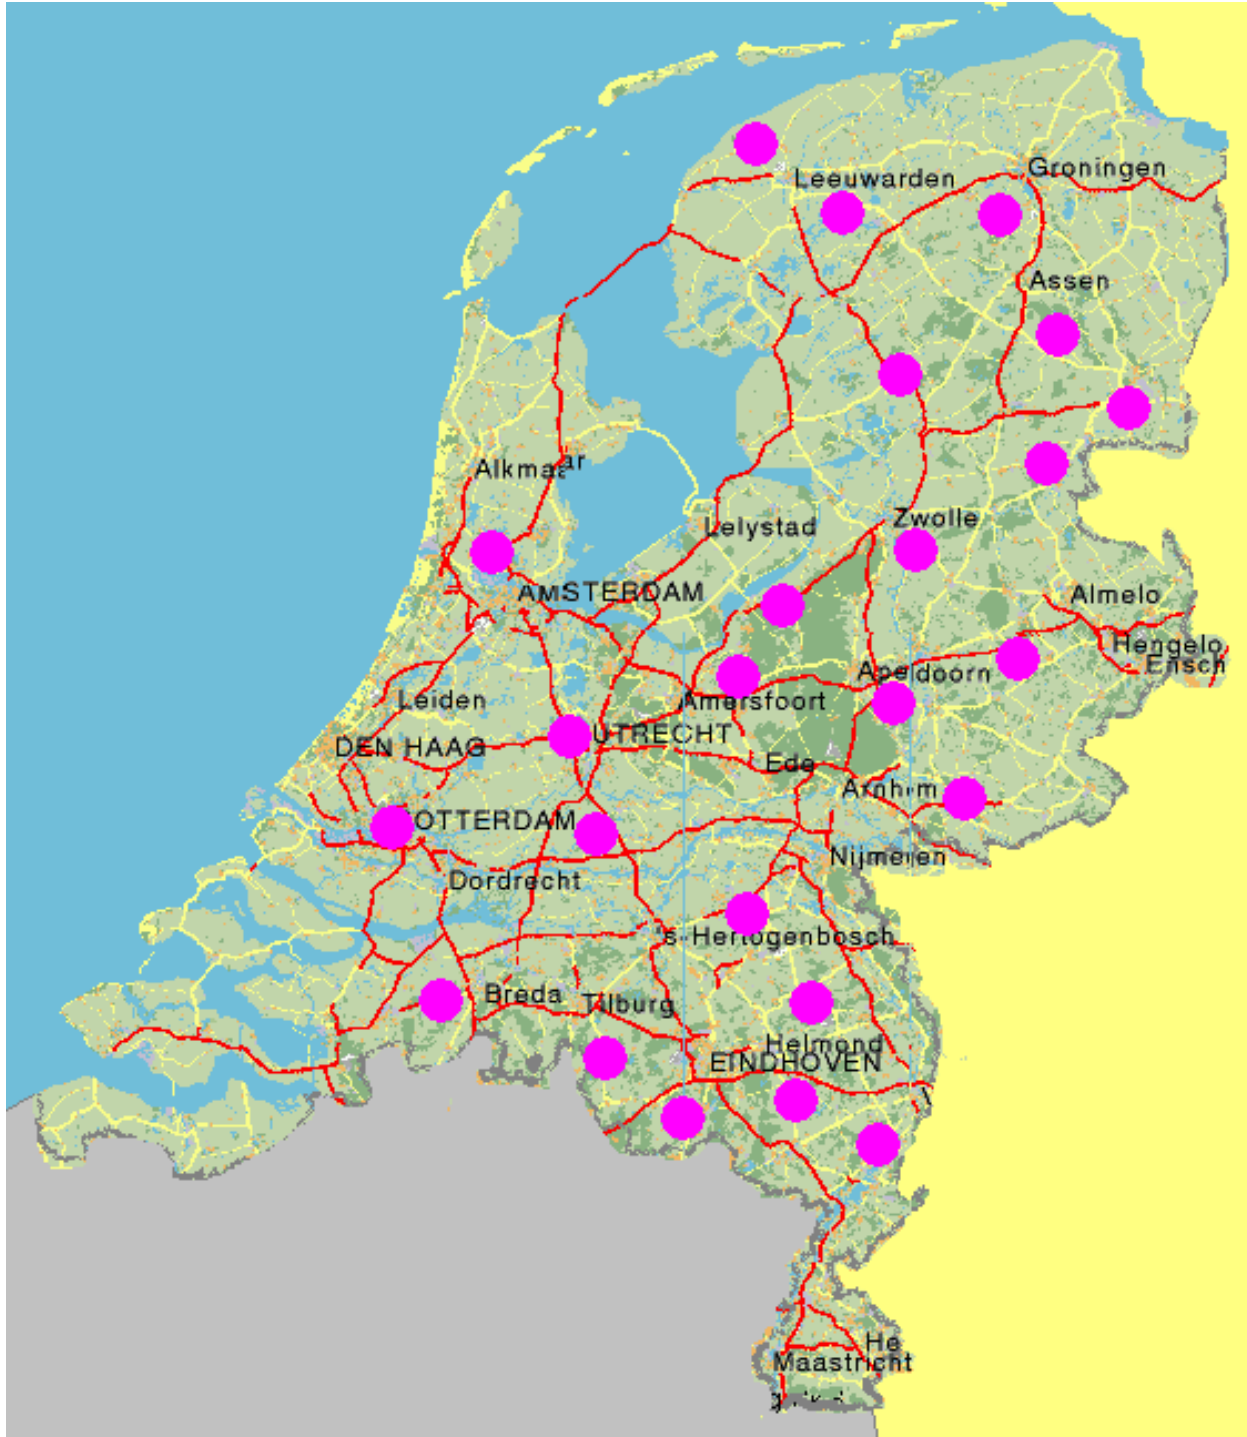 Groningen
Leeuwarden
Assen
Alkmaar
Zwolle
Lelystad
AMSTERDAM
Almelo
Hengelo
Ensch
Apeldoorn
Leiden
Amersfoort
UTRECHT
DEN HAAG
Ede
Arnhem
OTTERDAM
Nijmegen
Dordrecht
's-Hertogenbosch
Breda
Tilburg
Helmond
EINDHOVEN
He
Maastricht